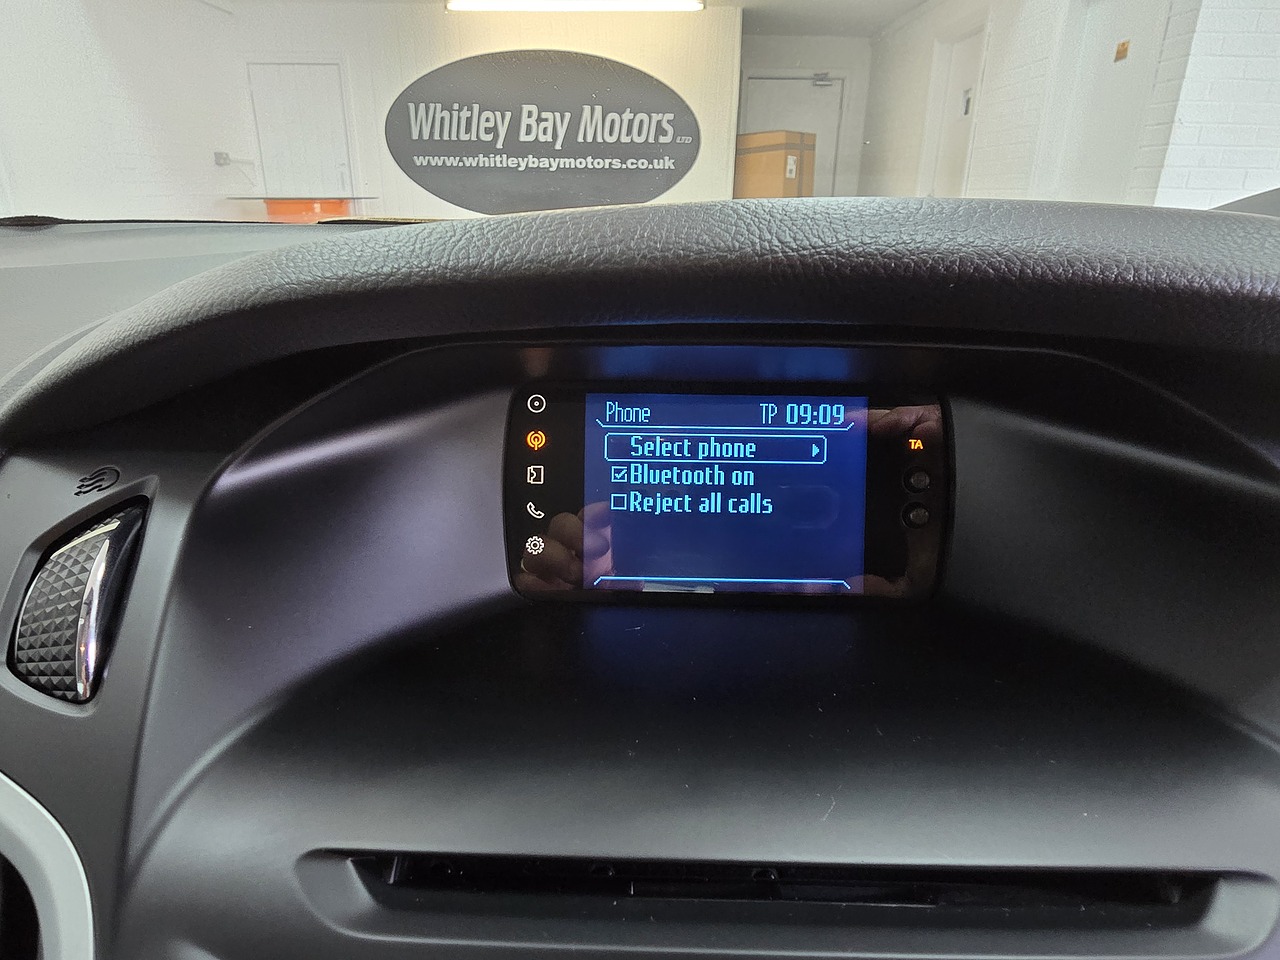 Whitley Bay Motors LTD
www.whitleybaymotors.co.uk
Phone TP 09:09
Select phone
Bluetooth on
Reject all calls
TA